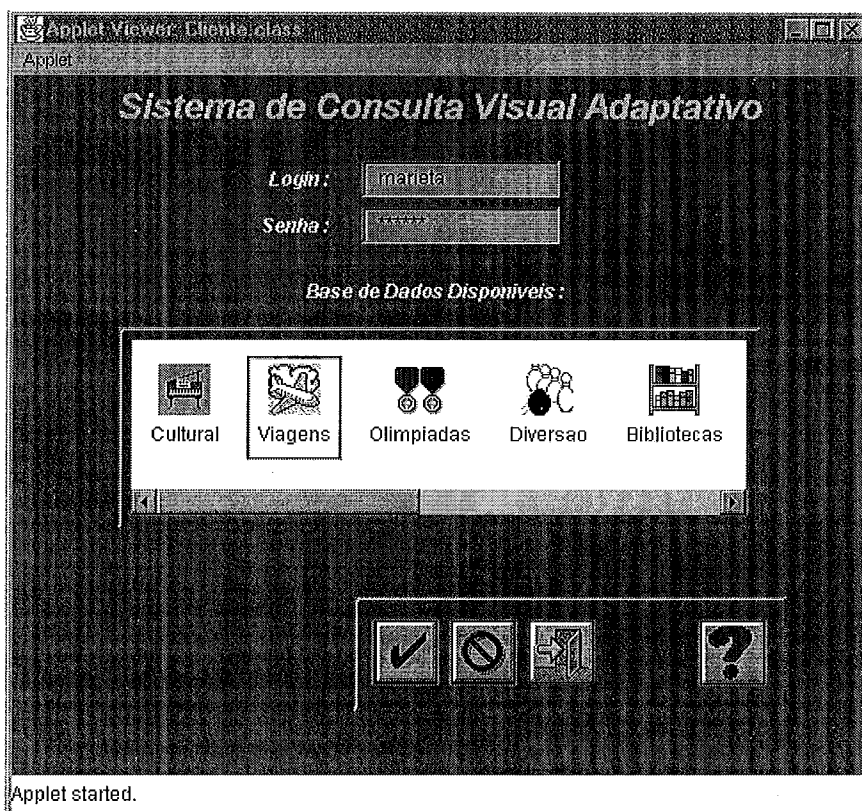 Applet Viewer: Cliente.class
Applet
Sistema de Consulta Visual Adaptativo
Login : marieta
Senha : ******
Base de Dados Disponiveis :
Cultural Viagens Olimpiadas Diversao Bibliotecas
?
Applet started.